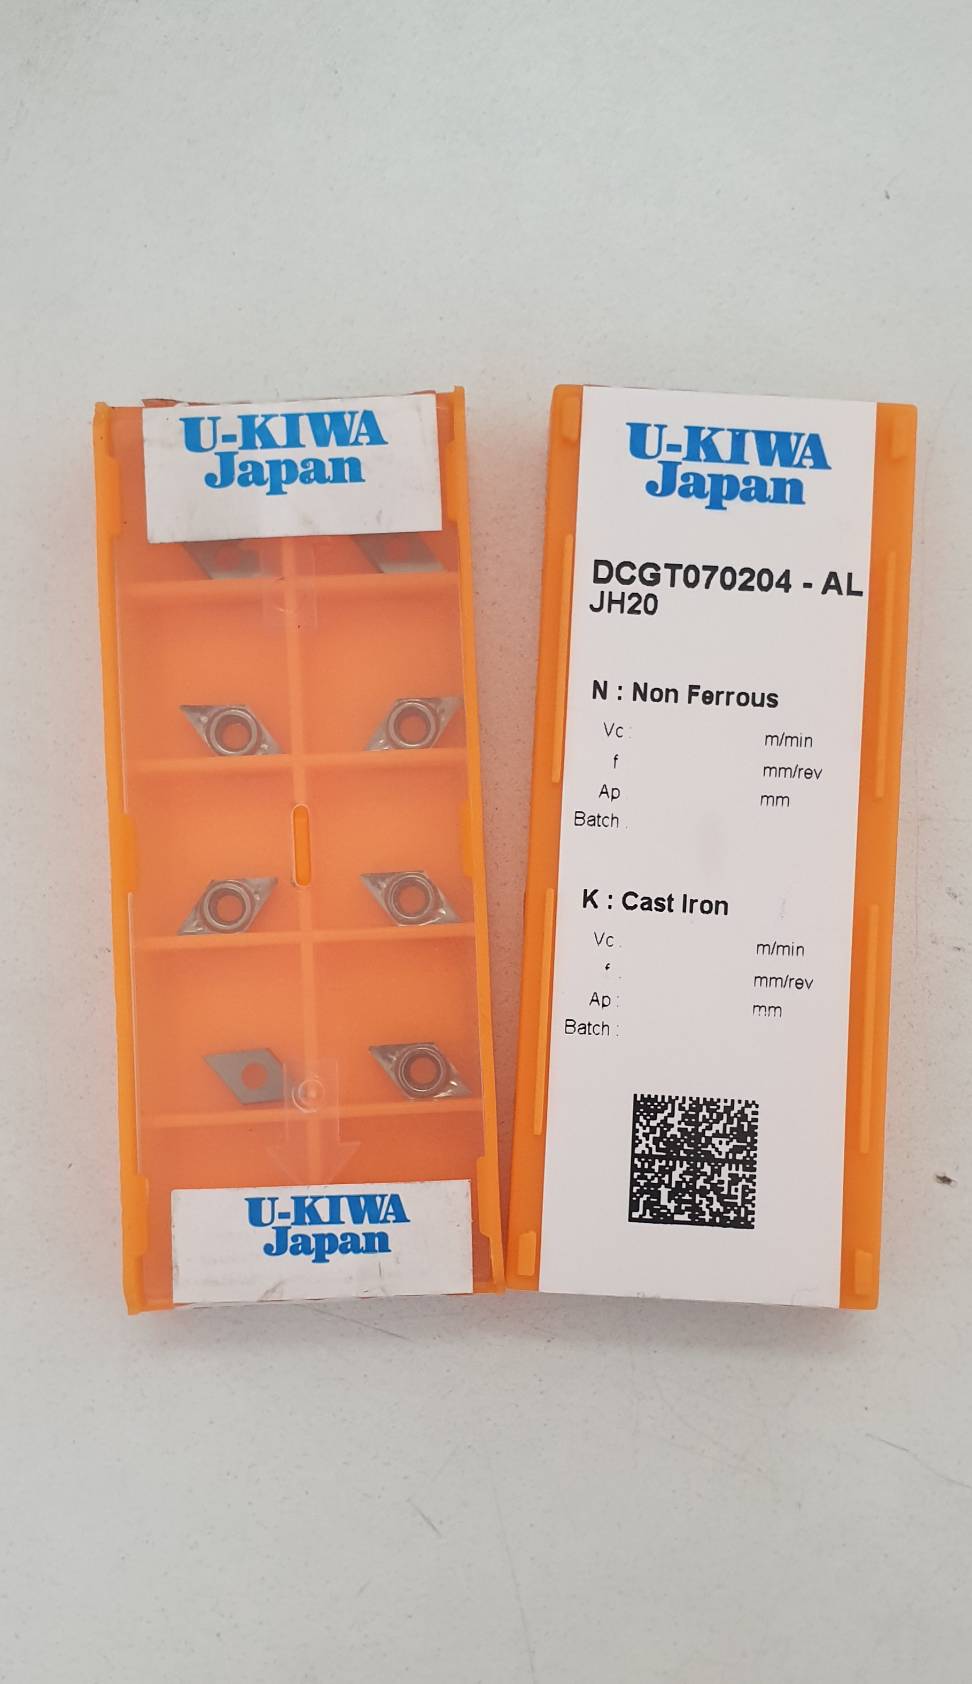 U-KIWA
Japan
U-KIWA
Japan
U-KIWA
Japan
DCGT070204 - AL
JH20
N : Non Ferrous
Vc : m/min
f mm/rev
Ap mm
Batch .
K : Cast Iron
Vc . m/min
f . mm/rev
Ap : mm
Batch :